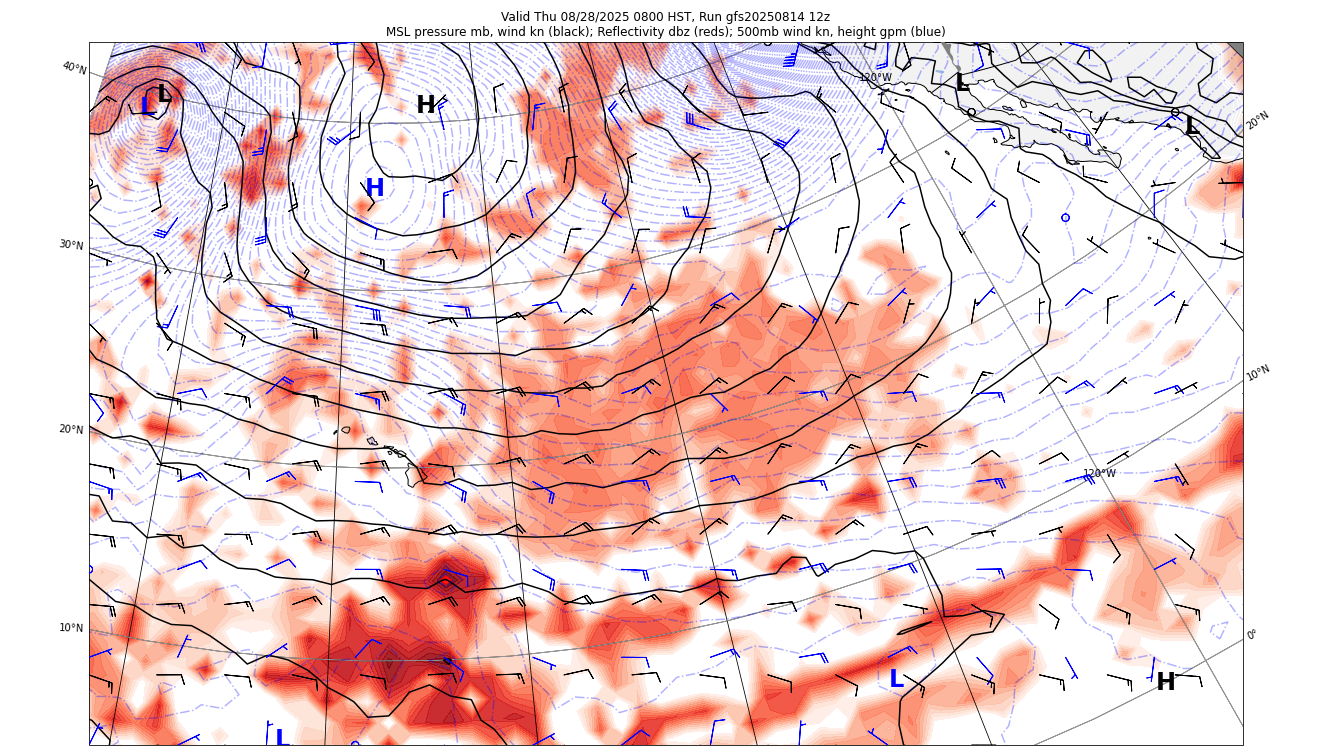 Valid Thu 08/28/2025 0800 HST, Run gfs20250814 12z
MSL pressure mb, wind kn (black); Reflectivity dbz (reds); 500mb wind kn, height gpm (blue)
40°N
120°W
L
L
L
H
L
20°N
H
30°N
10°N
20°N
120°W
10°N
0°
L
H
L